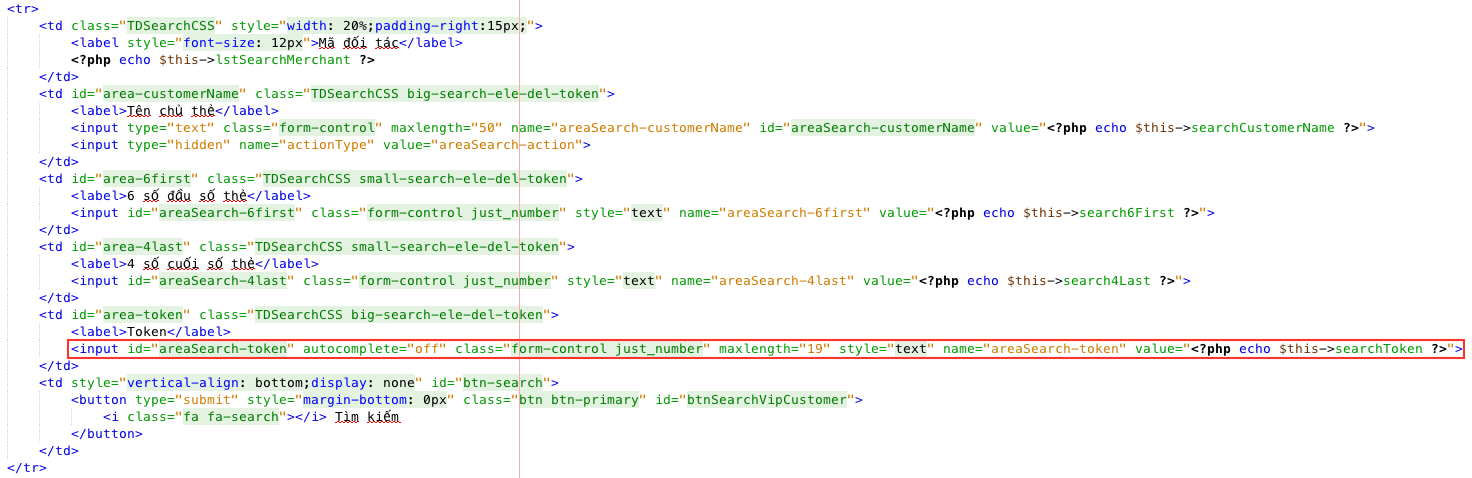 <tr>
<td class="TDSearchCSS" style="width: 20%;padding-right:15px;">
<label style="font-size: 12px">Mã đối tác</label>
<?php echo $this->lstSearchMerchant ?>
</td>
<td id="area-customerName" class="TDSearchCSS big-search-ele-del-token">
<label>Tên chủ thẻ</label>
<input type="text" class="form-control" maxlength="50" name="areaSearch-customerName" id="areaSearch-customerName" value="<?php echo $this->searchCustomerName ?>">
<input type="hidden" name="actionType" value="areaSearch-action">
</td>
<td id="area-6first" class="TDSearchCSS small-search-ele-del-token">
<label>6 số đầu số thẻ</label>
<input id="areaSearch-6first" class="form-control just_number" style="text" name="areaSearch-6first" value="<?php echo $this->search6First ?>">
</td>
<td id="area-4last" class="TDSearchCSS small-search-ele-del-token">
<label>4 số cuối số thẻ</label>
<input id="areaSearch-4last" class="form-control just_number" style="text" name="areaSearch-4last" value="<?php echo $this->search4Last ?>">
</td>
<td id="area-token" class="TDSearchCSS big-search-ele-del-token">
<label>Token</label>
<input id="areaSearch-token" autocomplete="off" class="form-control just_number" maxlength="19" style="text" name="areaSearch-token" value="<?php echo $this->searchToken ?>">
</td>
<td style="vertical-align: bottom;display: none" id="btn-search">
<button type="submit" style="margin-bottom: 0px" class="btn btn-primary" id="btnSearchVipCustomer">
<i class="fa fa-search"></i> Tìm kiếm
</button>
</td>
</tr>